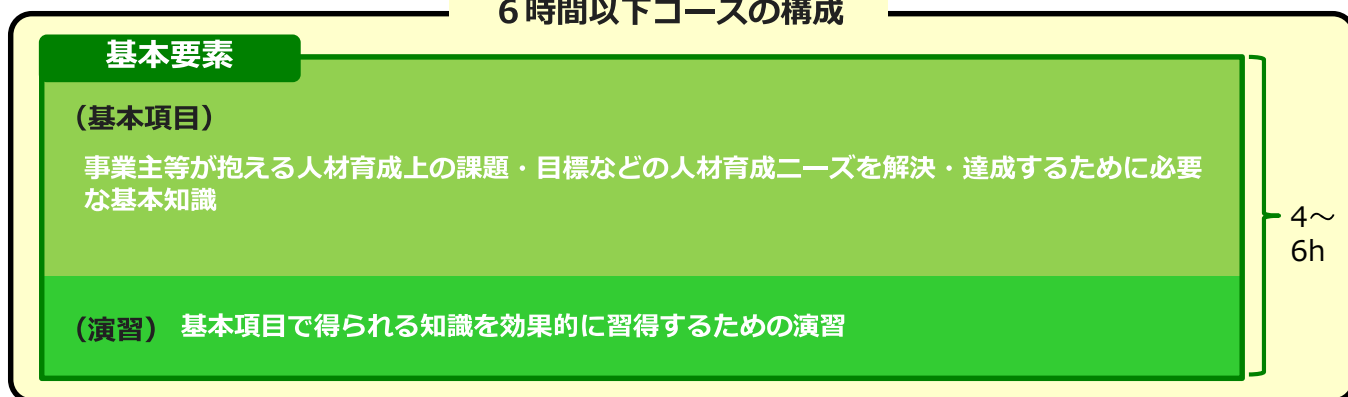 ６時間以下コースの構成
基本要素
（基本項目）
事業主等が抱える人材育成上の課題・目標などの人材育成ニーズを解決・達成するために必要
な基本知識
4～
6h
（演習） 基本項目で得られる知識を効果的に習得するための演習